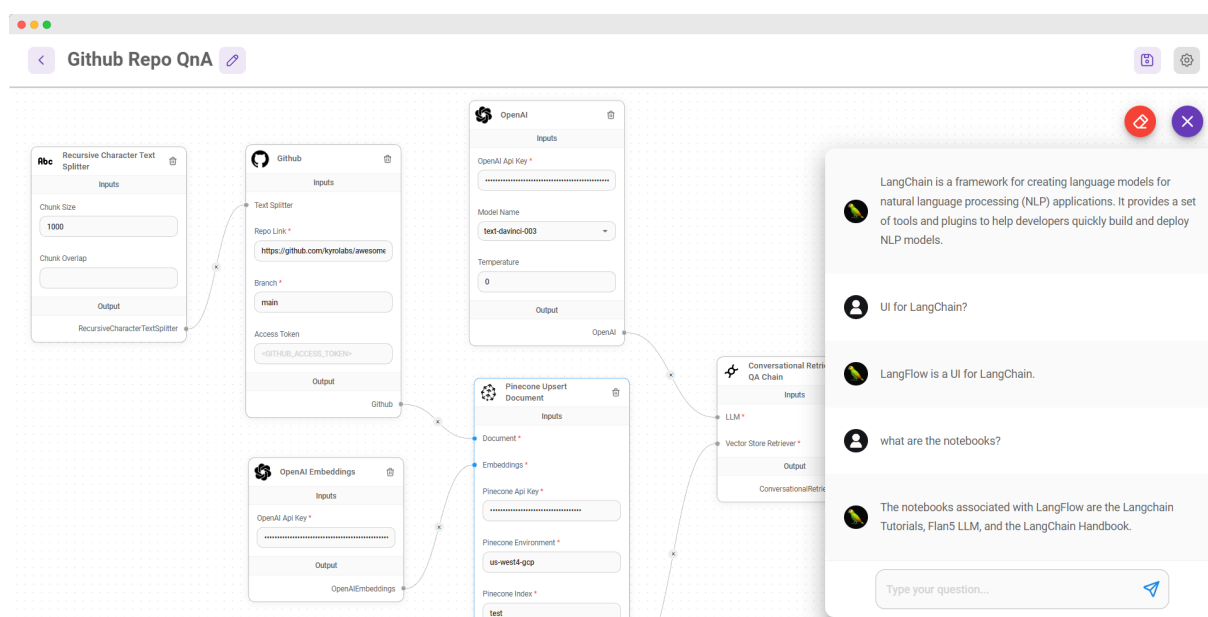 Github Repo QnA
Abc
Recursive Character Text
Splitter
Inputs
Chunk Size
1000
Chunk Overlap
Output
RecursiveCharacterTextSplitter
Github
Inputs
Text Splitter
Repo Link *
https://github.com/kyrolabs/awesome
Branch *
main
Access Token
<GITHUB_ACCESS_TOKEN>
Output
Github
OpenAI Embeddings
Inputs
OpenAI Api Key *
••••••••••••••••••••••••••••••••••••••••••••••••
Output
OpenAIEmbeddings
OpenAI
Inputs
OpenAI Api Key *
••••••••••••••••••••••••••••••••••••••••••••••••
Model Name
text-davinci-003
Temperature
0
Output
OpenAI
Pinecone Upsert
Document
Inputs
Document *
Embeddings *
Pinecone Api Key *
••••••••••••••••••••••••••••••••••••
Pinecone Environment *
us-west4-gcp
Pinecone Index *
test
Conversational Retri
QA Chain
Inputs
LLM *
Vector Store Retriever *
Output
ConversationalRetrie
LangChain is a framework for creating language models for
natural language processing (NLP) applications. It provides a set
of tools and plugins to help developers quickly build and deploy
NLP models.
UI for LangChain?
LangFlow is a UI for LangChain.
what are the notebooks?
The notebooks associated with LangFlow are the Langchain
Tutorials, Flan5 LLM, and the LangChain Handbook.
Type your question...